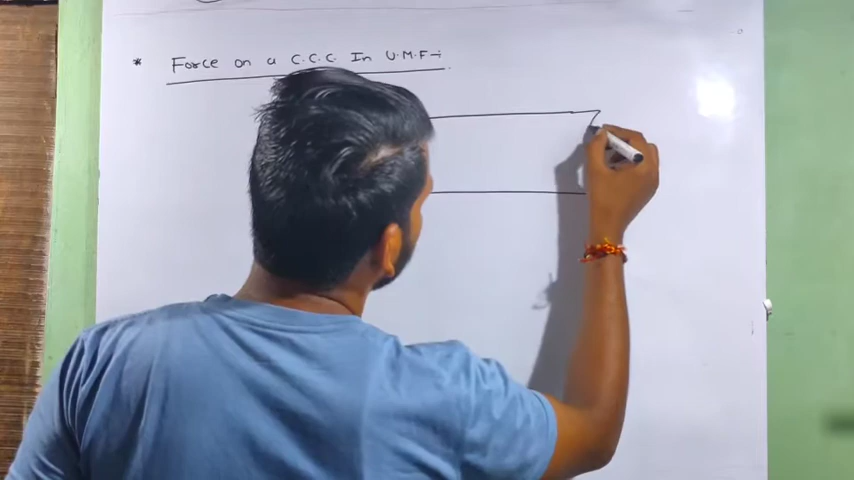 * Force on a C.C.C. In U.M.F →